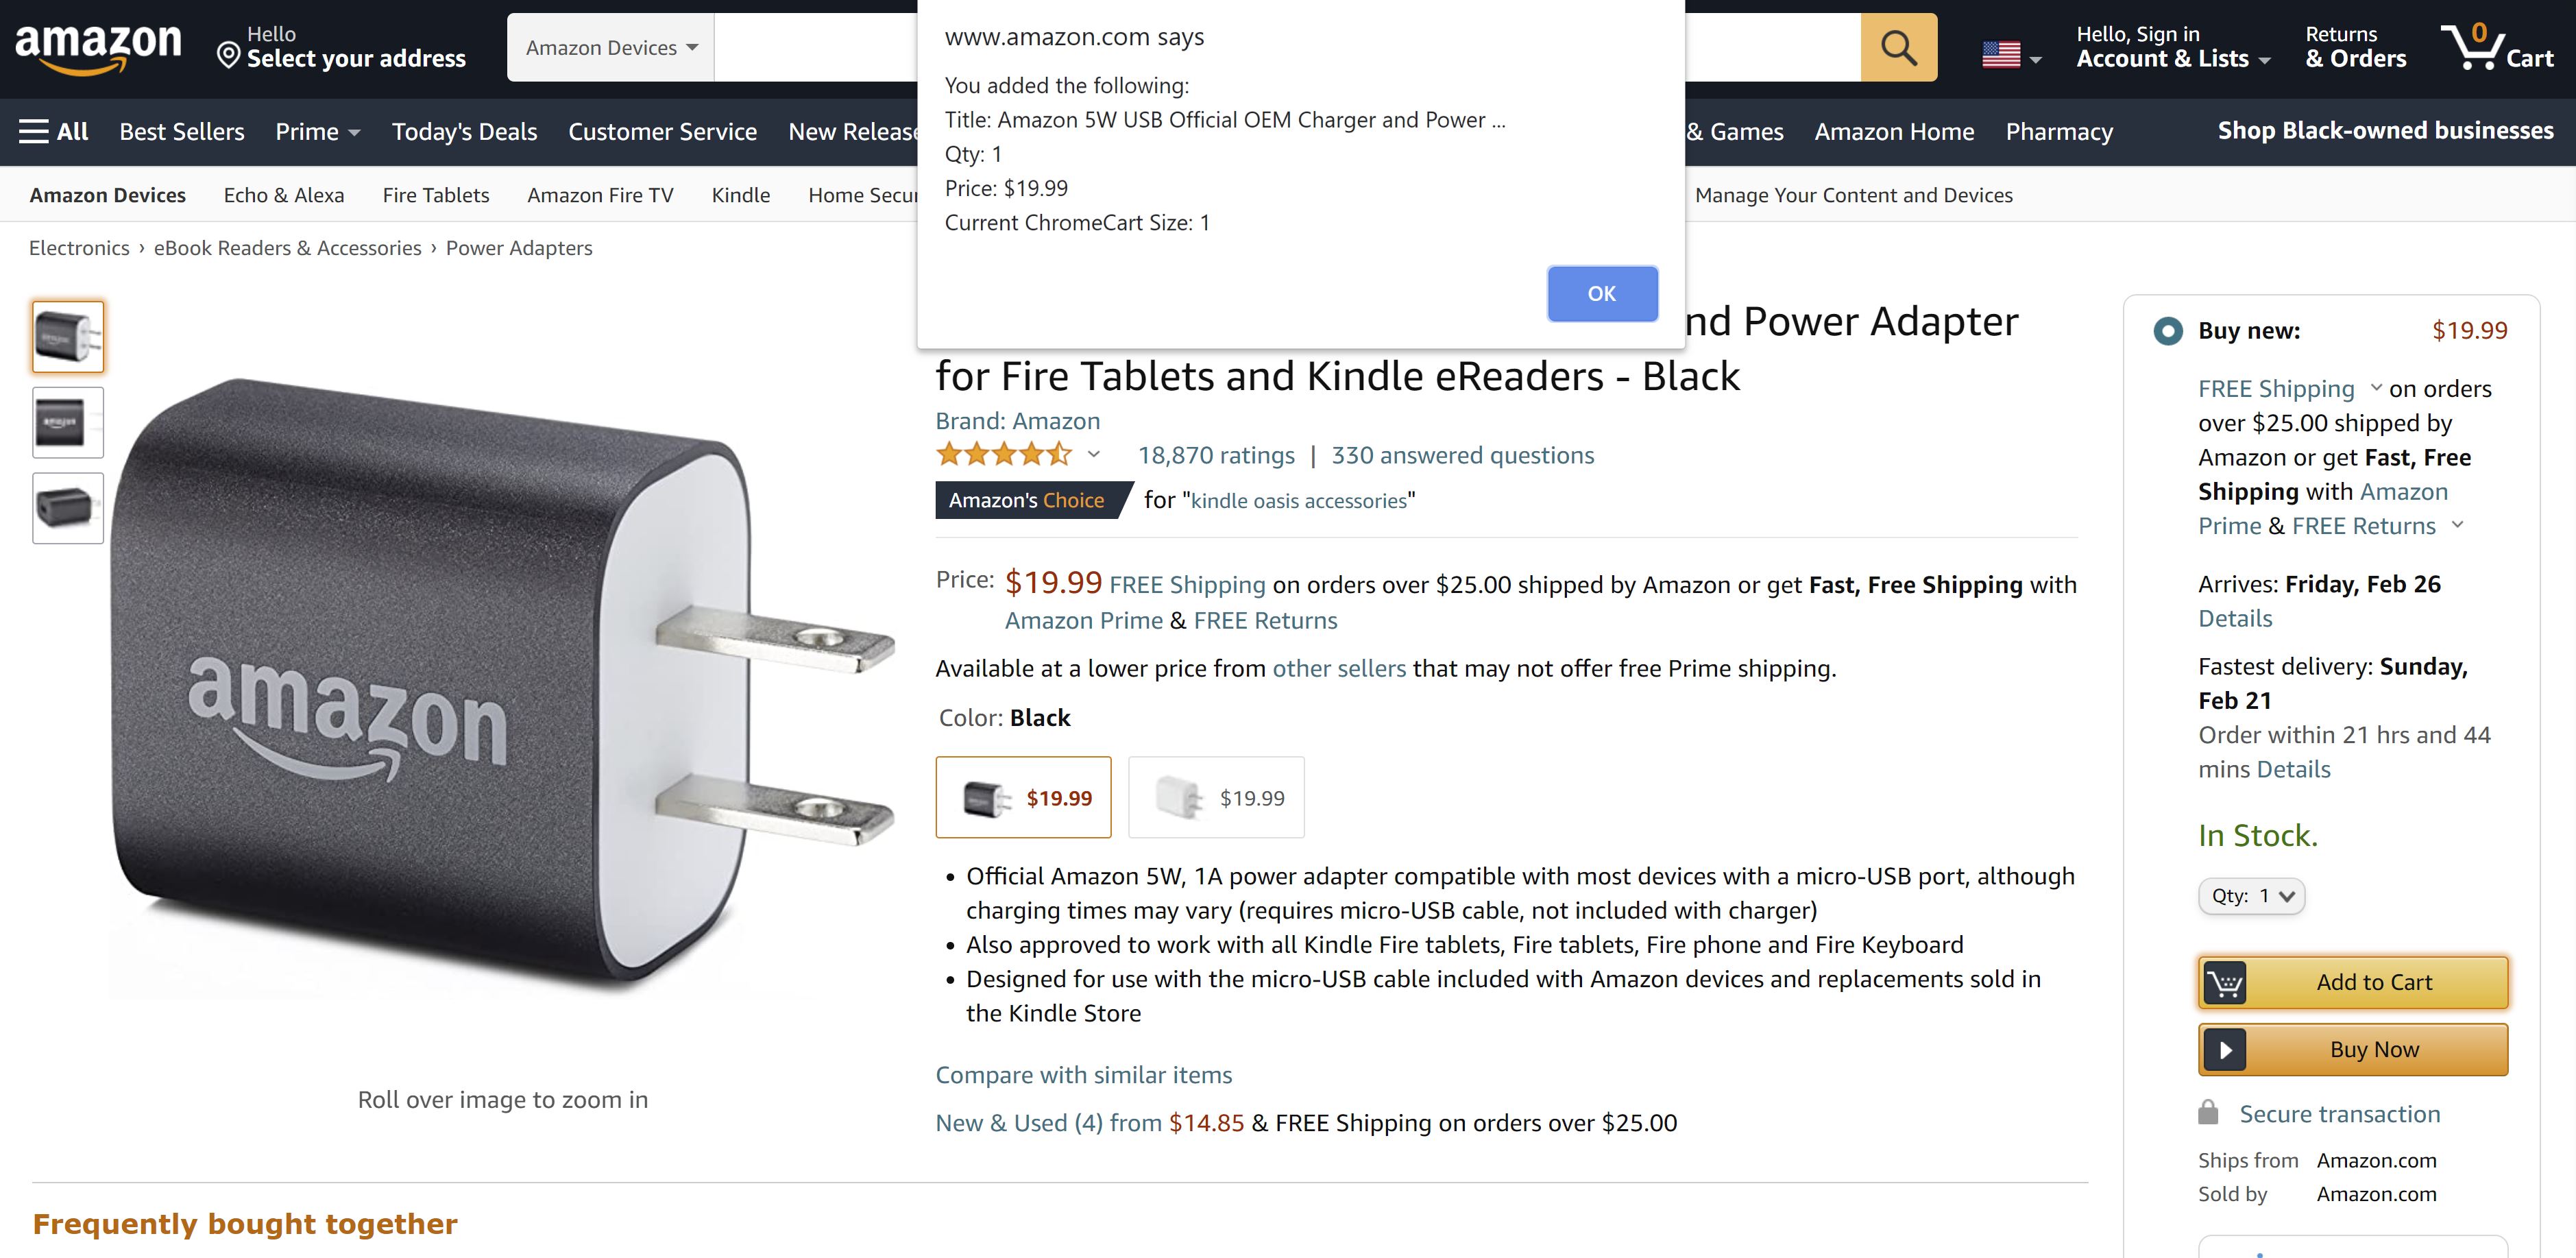 amazon
Hello
Select your address
Amazon Devices
www.amazon.com says
You added the following:
Title: Amazon 5W USB Official OEM Charger and Power ...
Qty: 1
Price: $19.99
Current ChromeCart Size: 1
OK
Hello, Sign in
Account & Lists
Returns
& Orders
0
Cart
All Best Sellers Prime Today's Deals Customer Service New Release & Games Amazon Home Pharmacy Shop Black-owned businesses
Amazon Devices Echo & Alexa Fire Tablets Amazon Fire TV Kindle Home Secur Manage Your Content and Devices
Electronics › eBook Readers & Accessories › Power Adapters
amazon
Roll over image to zoom in
nd Power Adapter
for Fire Tablets and Kindle eReaders - Black
Brand: Amazon
18,870 ratings | 330 answered questions
Amazon's Choice for "kindle oasis accessories"
Price: $19.99 FREE Shipping on orders over $25.00 shipped by Amazon or get Fast, Free Shipping with
Amazon Prime & FREE Returns
Available at a lower price from other sellers that may not offer free Prime shipping.
Color: Black
$19.99 $19.99
• Official Amazon 5W, 1A power adapter compatible with most devices with a micro-USB port, although
charging times may vary (requires micro-USB cable, not included with charger)
• Also approved to work with all Kindle Fire tablets, Fire tablets, Fire phone and Fire Keyboard
• Designed for use with the micro-USB cable included with Amazon devices and replacements sold in
the Kindle Store
Compare with similar items
New & Used (4) from $14.85 & FREE Shipping on orders over $25.00
Buy new: $19.99
FREE Shipping on orders
over $25.00 shipped by
Amazon or get Fast, Free
Shipping with Amazon
Prime & FREE Returns
Arrives: Friday, Feb 26
Details
Fastest delivery: Sunday,
Feb 21
Order within 21 hrs and 44
mins Details
In Stock.
Qty: 1
Add to Cart
Buy Now
Secure transaction
Ships from Amazon.com
Sold by Amazon.com
Frequently bought together